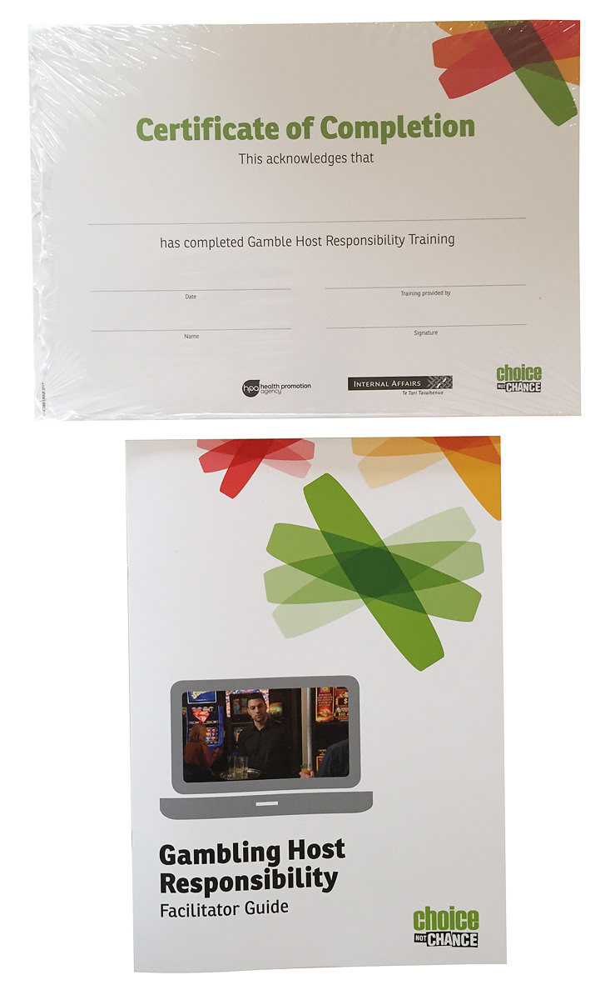 Certificate of Completion
This acknowledges that
has completed Gamble Host Responsibility Training
Date
Training provided by
Name
Signature
hpa health promotion
agency
INTERNAL AFFAIRS
Te Tari Taiwhenua
choice
NOT CHANCE
Gambling Host
Responsibility
Facilitator Guide
choice
NOT CHANCE